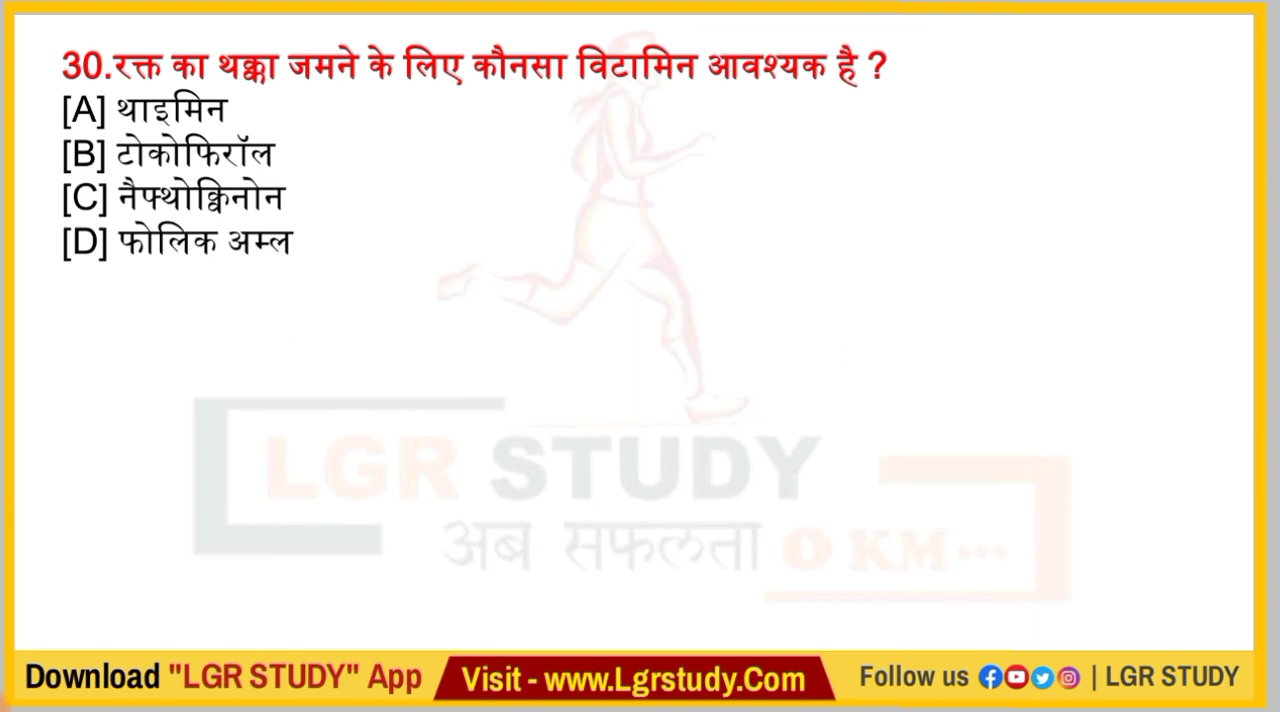 30.रक्त का थक्का जमने के लिए कौनसा विटामिन आवश्यक है ?
[A] थाइमिन
[B] टोकोफिरॉल
[C] नैफ्थोक्विनोन
[D] फोलिक अम्ल
LGR STUDY
अब सफलता 0 KM...
Download "LGR STUDY" App
Visit - www.Lgrstudy.Com
Follow us | LGR STUDY